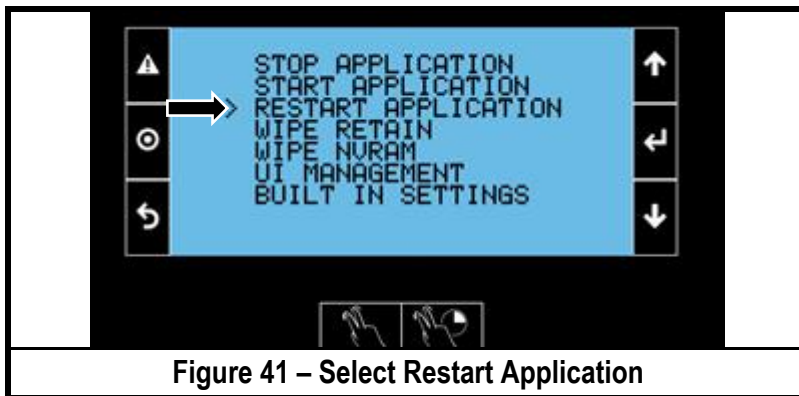 STOP APPLICATION
START APPLICATION
> RESTART APPLICATION
WIPE RETAIN
WIPE NVRAM
UI MANAGEMENT
BUILT IN SETTINGS
Figure 41 – Select Restart Application